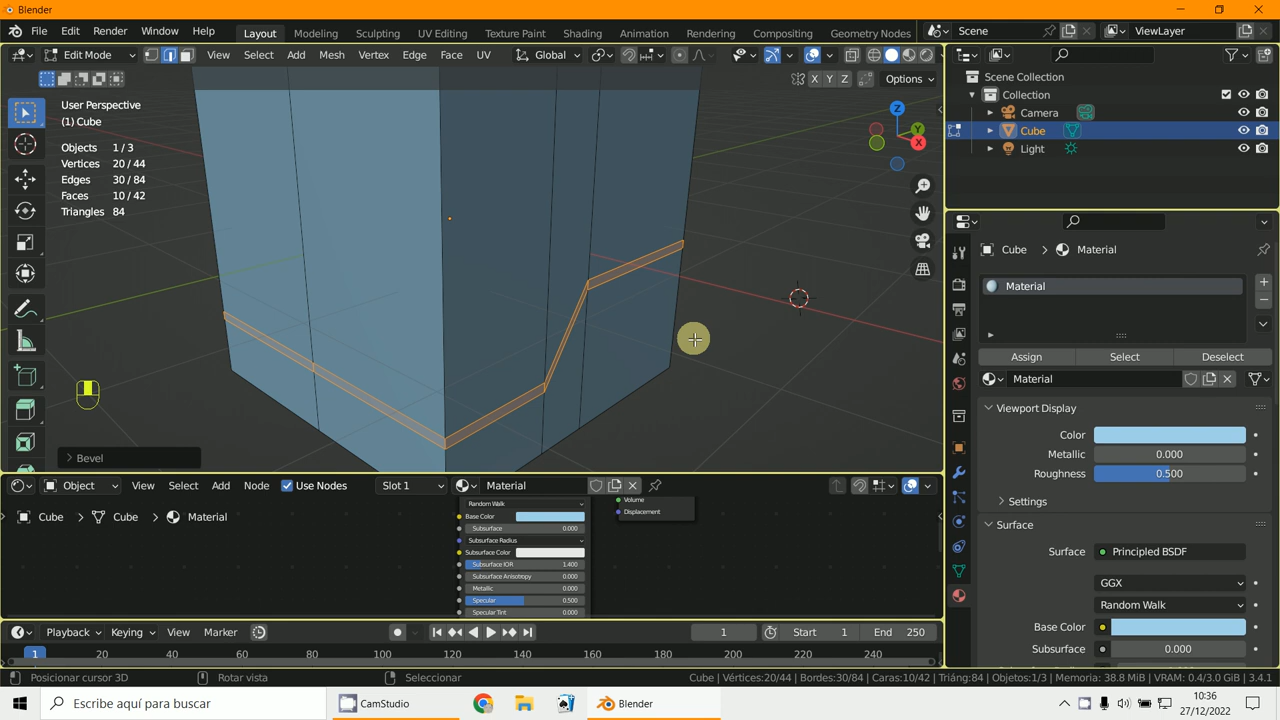 Blender
File Edit Render Window Help Layout Modeling Sculpting UV Editing Texture Paint Shading Animation Rendering Compositing Geometry Nodes Scene ViewLayer
Edit Mode View Select Add Mesh Vertex Edge Face UV Global
X Y Z Options
User Perspective
(1) Cube
Objects 1/3
Vertices 20/44
Edges 30/84
Faces 10/42
Triangles 84
Z
Y
X
Bevel
Scene Collection
Collection
Camera
Cube
Light
Cube Material
Material
Assign Select Deselect
Material
Viewport Display
Color
Metallic 0.000
Roughness 0.500
Settings
Surface
Surface Principled BSDF
GGX
Random Walk
Base Color
Subsurface 0.000
Object View Select Add Node Use Nodes Slot 1 Material
Cube Cube Material
Random Walk
Base Color
Subsurface 0.000
Subsurface Radius
Subsurface Color
Subsurface IOR 1.400
Subsurface Anisotropy 0.000
Metallic 0.000
Specular 0.500
Specular Tint 0.000
Volume
Displacement
Playback Keying View Marker 1 Start 1 End 250
1 20 40 60 80 100 120 140 160 180 200 220 240
Posicionar cursor 3D Rotar vista Seleccionar Cube | Vértices:20/44 | Bordes:30/84 | Caras:10/42 | Triáng:84 | Objetos:1/3 | Memoria: 38.8 MiB | VRAM: 0.4/3.0 GiB | 3.4.1
Escribe aquí para buscar CamStudio Blender 10:36
27/12/2022